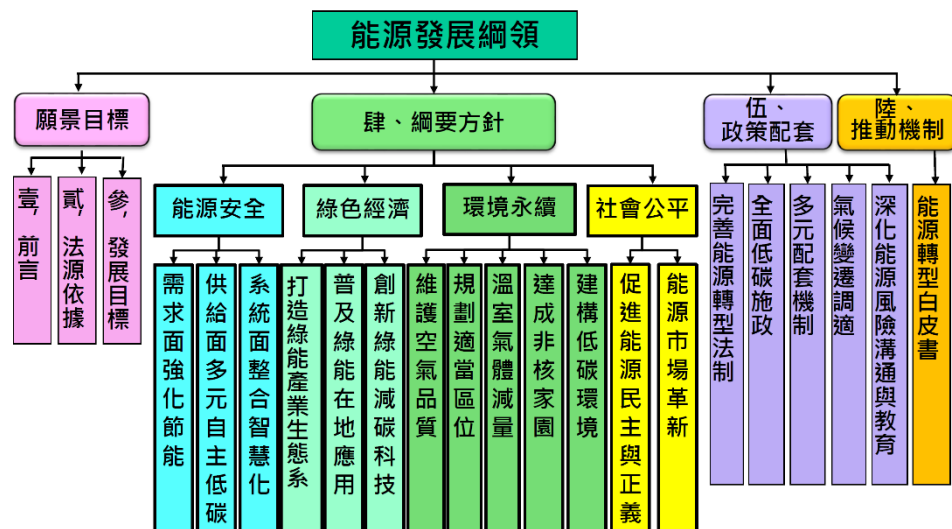 能源發展綱領
願景目標
肆、綱要方針
伍、
政策配套
陸、
推動機制
壹,前言
貳,法源依據
參,發展目標
能源安全
綠色經濟
環境永續
社會公平
需求面強化節能
供給面多元自主低碳
系統面整合智慧化
打造綠能產業生態系
普及綠能在地應用
創新綠能減碳科技
維護空氣品質
規劃適當區位
溫室氣體減量
達成非核家園
建構低碳環境
促進能源民主與正義
能源市場革新
完善能源轉型法制
全面低碳施政
多元配套機制
氣候變遷調適
深化能源風險溝通與教育
能源轉型白皮書